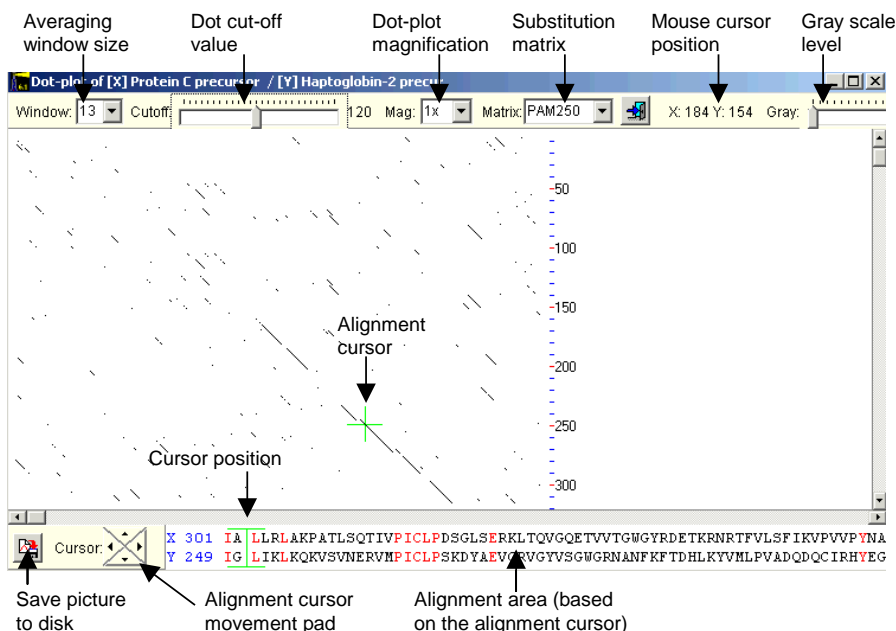 Averaging window size
Dot cut-off value
Dot-plot magnification
Substitution matrix
Mouse cursor position
Gray scale level
Dot-plot of [X] Protein C precursor / [Y] Haptoglobin-2 precur
Window: 13 Cutoff: 120 Mag: 1x Matrix: PAM250 X: 184 Y: 154 Gray:
-50
-100
-150
Alignment cursor
-200
-250
Cursor position
-300
Cursor:
X 301 IA LLRLAKPATLSQTIVPICLPDSGLSERKLTQVGQETVVTGWGYRDETKRNRTFVLSFIKVPVVPYNA
Y 249 IG LIKLKQKVSVNERVMPICLPSKDYAEVGRVGYVSGWGRNANFKFTDHLKYVMLPVADQDQCIRHYEG
Save picture to disk
Alignment cursor movement pad
Alignment area (based on the alignment cursor)